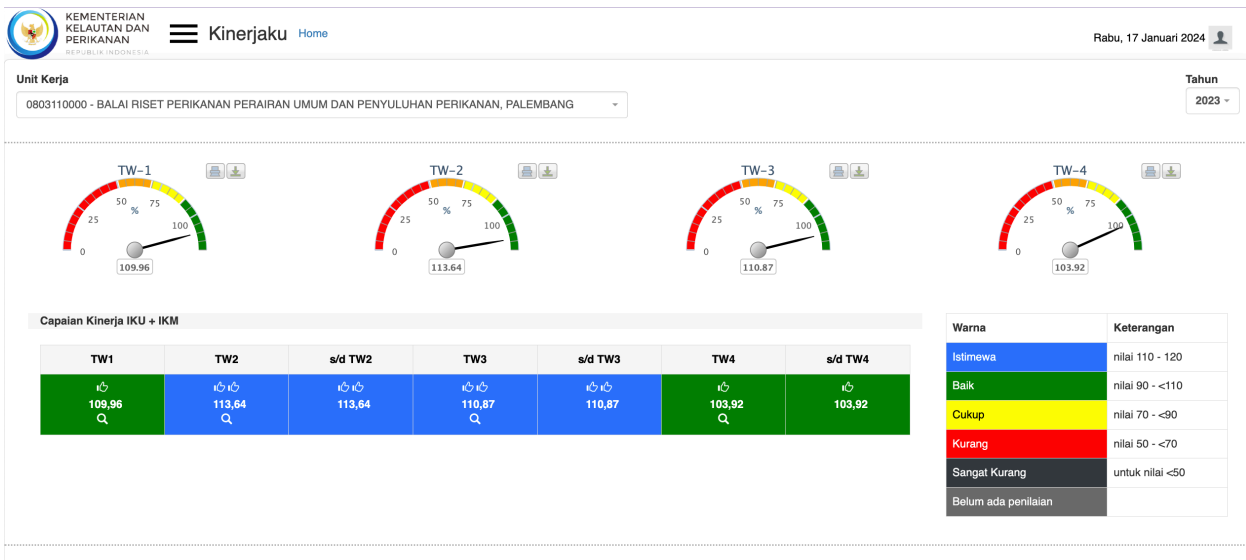 KEMENTERIAN
KELAUTAN DAN
PERIKANAN
REPUBLIK INDONESIA
Kinerjaku Home
Rabu, 17 Januari 2024
Unit Kerja
Tahun
0803110000 - BALAI RISET PERIKANAN PERAIRAN UMUM DAN PENYULUHAN PERIKANAN, PALEMBANG
2023
TW-1
0 25 50 75 100
%
109.96
TW-2
0 25 50 75 100
%
113.64
TW-3
0 25 50 75 100
%
110.87
TW-4
0 25 50 75 100
%
103.92
Capaian Kinerja IKU + IKM
TW1 TW2 s/d TW2 TW3 s/d TW3 TW4 s/d TW4
109,96 113,64 113,64 110,87 110,87 103,92 103,92
Warna Keterangan
Istimewa nilai 110 - 120
Baik nilai 90 - <110
Cukup nilai 70 - <90
Kurang nilai 50 - <70
Sangat Kurang untuk nilai <50
Belum ada penilaian